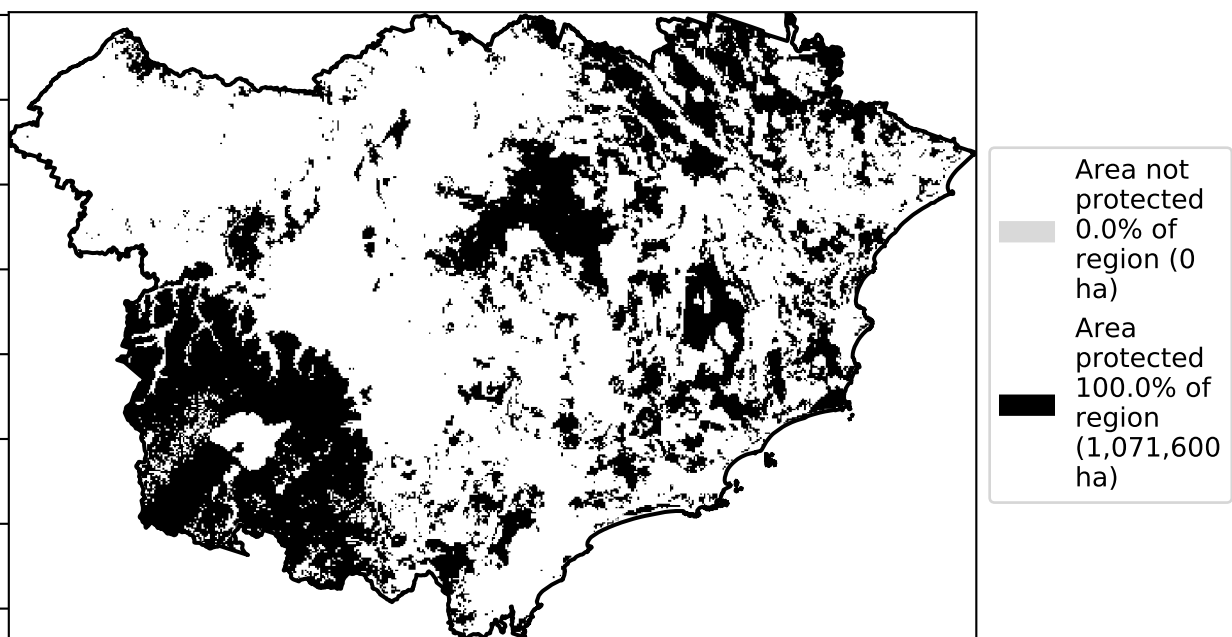 Area not
protected
0.0% of
region (0
ha)
Area
protected
100.0% of
region
(1,071,600
ha)